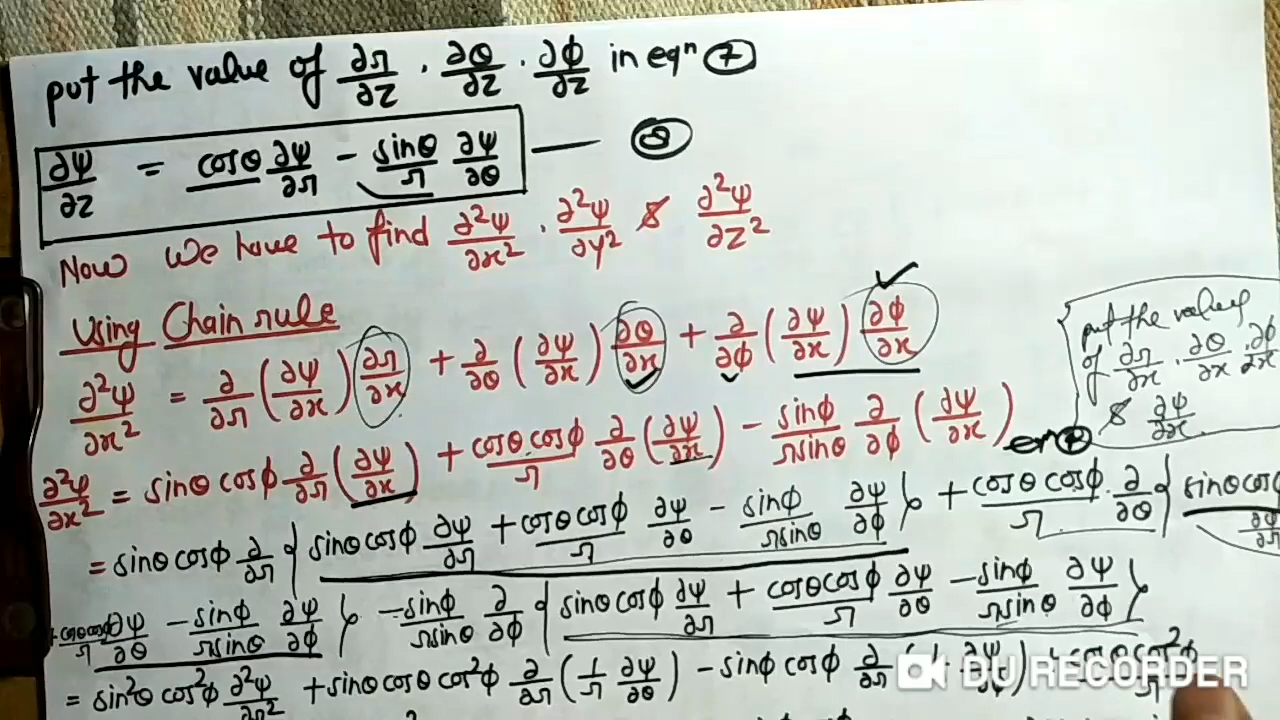 put the value of ∂r/∂z . ∂θ/∂z . ∂ϕ/∂z in eqⁿ ⑦
∂ψ/∂z = cosθ ∂ψ/∂r − sinθ/r ∂ψ/∂θ —
Now we have to find ∂²ψ/∂x² . ∂²ψ/∂y² & ∂²ψ/∂z²
Using Chain rule
∂²ψ/∂x² = ∂/∂r (∂ψ/∂x) ∂r/∂x + ∂/∂θ (∂ψ/∂x) ∂θ/∂x + ∂/∂ϕ (∂ψ/∂x) ∂ϕ/∂x
put the value
of ∂r/∂x . ∂θ/∂x . ∂ϕ/∂x
& ∂ψ/∂x
∂²ψ/∂x² = sinθ cosϕ ∂/∂r (∂ψ/∂x) + cosθ cosϕ/r ∂/∂θ (∂ψ/∂x) − sinϕ/r sinθ ∂/∂ϕ (∂ψ/∂x)
= sinθ cosϕ ∂/∂r { sinθ cosϕ ∂ψ/∂r + cosθ cosϕ/r ∂ψ/∂θ − sinϕ/r sinθ ∂ψ/∂ϕ } + cosθ cosϕ/r . ∂/∂θ { sinθ cos ∂ψ/∂r
+ cosθ cosϕ/r ∂ψ/∂θ − sinϕ/r sinθ ∂ψ/∂ϕ } − sinϕ/r sinθ ∂/∂ϕ { sinθ cosϕ ∂ψ/∂r + cosθ cosϕ/r ∂ψ/∂θ − sinϕ/r sinθ ∂ψ/∂ϕ }
= sin²θ cos²ϕ ∂²ψ/∂r² + sinθ cosθ cos²ϕ ∂/∂r (1/r ∂ψ/∂θ) − sinϕ cosϕ ∂/∂r
DU RECORDER